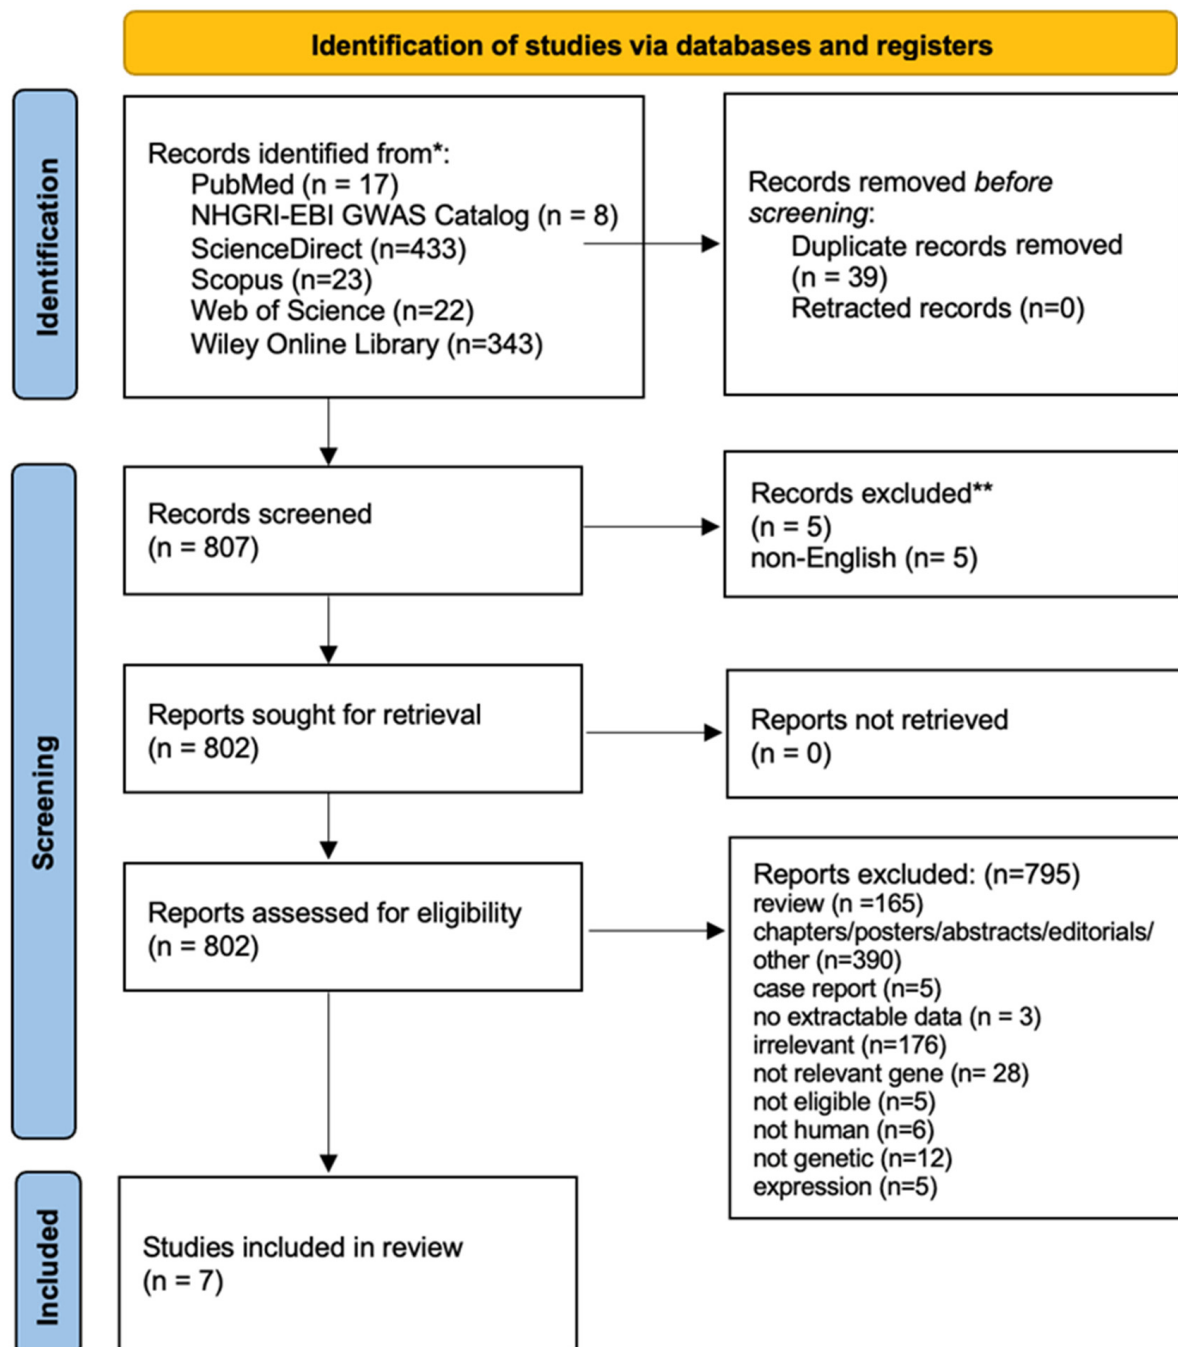 Identification of studies via databases and registers
Identification
Records identified from*:
PubMed (n = 17)
NHGRI-EBI GWAS Catalog (n = 8)
ScienceDirect (n=433)
Scopus (n=23)
Web of Science (n=22)
Wiley Online Library (n=343)
Records removed before
screening:
Duplicate records removed
(n = 39)
Retracted records (n=0)
Screening
Records screened
(n = 807)
Records excluded**
(n = 5)
non-English (n= 5)
Reports sought for retrieval
(n = 802)
Reports not retrieved
(n = 0)
Reports assessed for eligibility
(n = 802)
Reports excluded: (n=795)
review (n =165)
chapters/posters/abstracts/editorials/
other (n=390)
case report (n=5)
no extractable data (n = 3)
irrelevant (n=176)
not relevant gene (n= 28)
not eligible (n=5)
not human (n=6)
not genetic (n=12)
expression (n=5)
Included
Studies included in review
(n = 7)